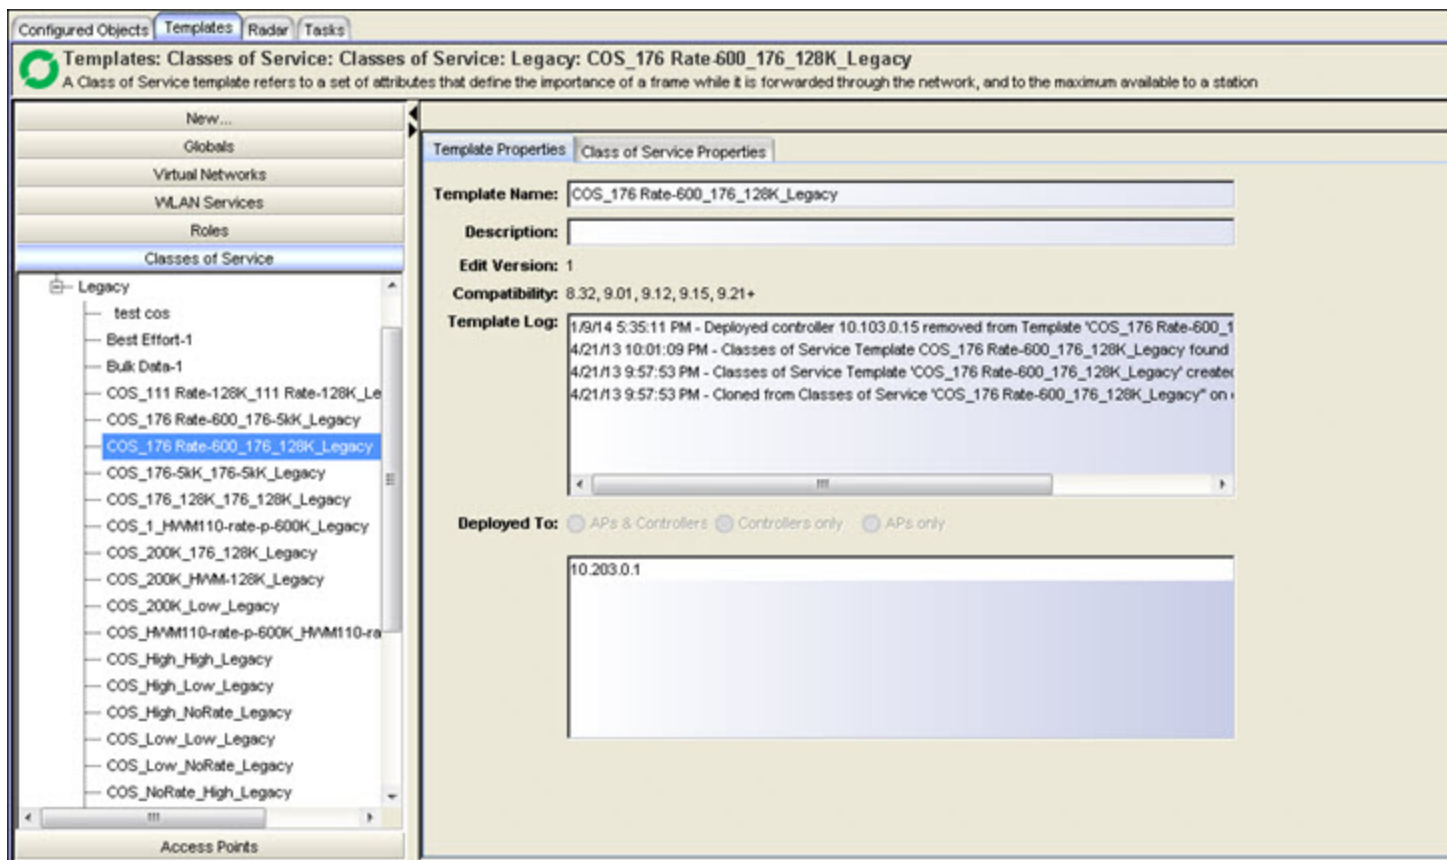 Configured Objects Templates Radar Tasks
Templates: Classes of Service: Classes of Service: Legacy: COS_176 Rate-600_176_128K_Legacy
A Class of Service template refers to a set of attributes that define the importance of a frame while it is forwarded through the network, and to the maximum available to a station
New...
Globals
Virtual Networks
WLAN Services
Roles
Classes of Service
Legacy
test cos
Best Effort-1
Bulk Data-1
COS_111 Rate-128K_111 Rate-128K_Le
COS_176 Rate-600_176-5kK_Legacy
COS_176 Rate-600_176_128K_Legacy
COS_176-5kK_176-5kK_Legacy
COS_176_128K_176_128K_Legacy
COS_1_HWM110-rate-p-600K_Legacy
COS_200K_176_128K_Legacy
COS_200K_HWM-128K_Legacy
COS_200K_Low_Legacy
COS_HWM110-rate-p-600K_HWM110-ra
COS_High_High_Legacy
COS_High_Low_Legacy
COS_High_NoRate_Legacy
COS_Low_Low_Legacy
COS_Low_NoRate_Legacy
COS_NoRate_High_Legacy
Access Points
Template Properties Class of Service Properties
Template Name: COS_176 Rate-600_176_128K_Legacy
Description:
Edit Version: 1
Compatibility: 8.32, 9.01, 9.12, 9.15, 9.21+
Template Log: 1/9/14 5:35:11 PM - Deployed controller 10.103.0.15 removed from Template 'COS_176 Rate-600_1
4/21/13 10:01:09 PM - Classes of Service Template COS_176 Rate-600_176_128K_Legacy found
4/21/13 9:57:53 PM - Classes of Service Template 'COS_176 Rate-600_176_128K_Legacy' created
4/21/13 9:57:53 PM - Cloned from Classes of Service 'COS_176 Rate-600_176_128K_Legacy" on
Deployed To: APs & Controllers Controllers only APs only
10.203.0.1